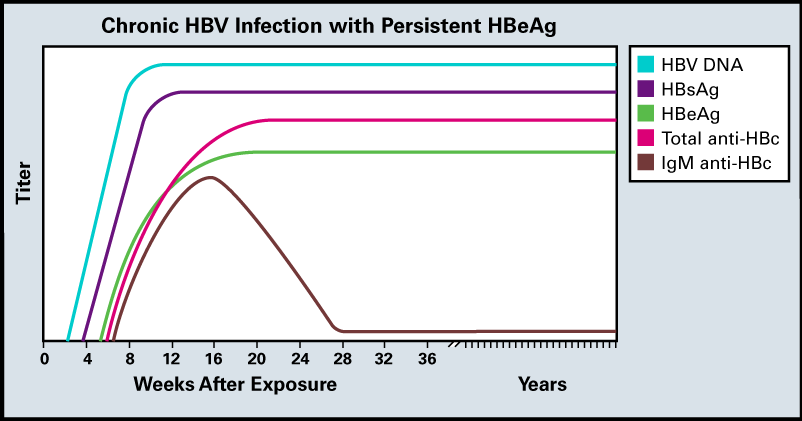 Chronic HBV Infection with Persistent HBeAg
HBV DNA
HBsAg
HBeAg
Total anti-HBc
IgM anti-HBc
Titer
0 4 8 12 16 20 24 28 32 36
Weeks After Exposure Years